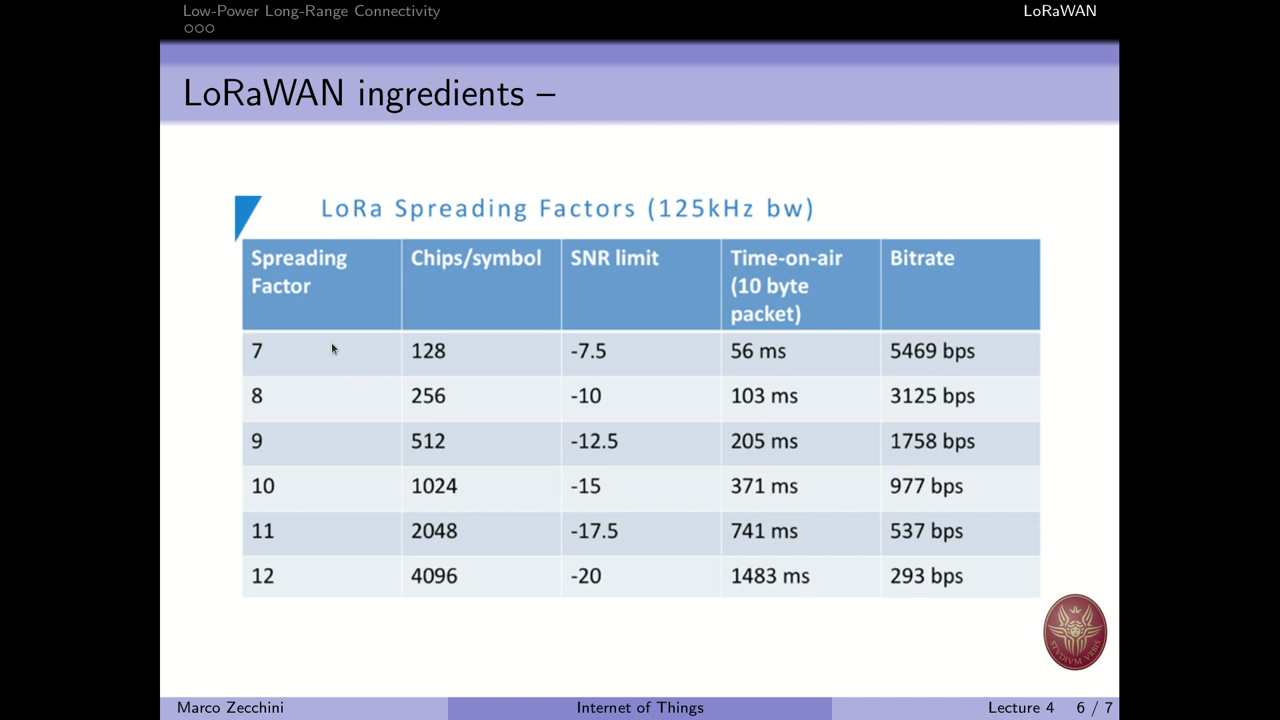 Low-Power Long-Range Connectivity LoRaWAN
LoRaWAN ingredients –
LoRa Spreading Factors (125kHz bw)
Spreading Factor Chips/symbol SNR limit Time-on-air (10 byte packet) Bitrate
7 128 -7.5 56 ms 5469 bps
8 256 -10 103 ms 3125 bps
9 512 -12.5 205 ms 1758 bps
10 1024 -15 371 ms 977 bps
11 2048 -17.5 741 ms 537 bps
12 4096 -20 1483 ms 293 bps
STVDIVM VRBIS
Marco Zecchini Internet of Things Lecture 4 6 / 7